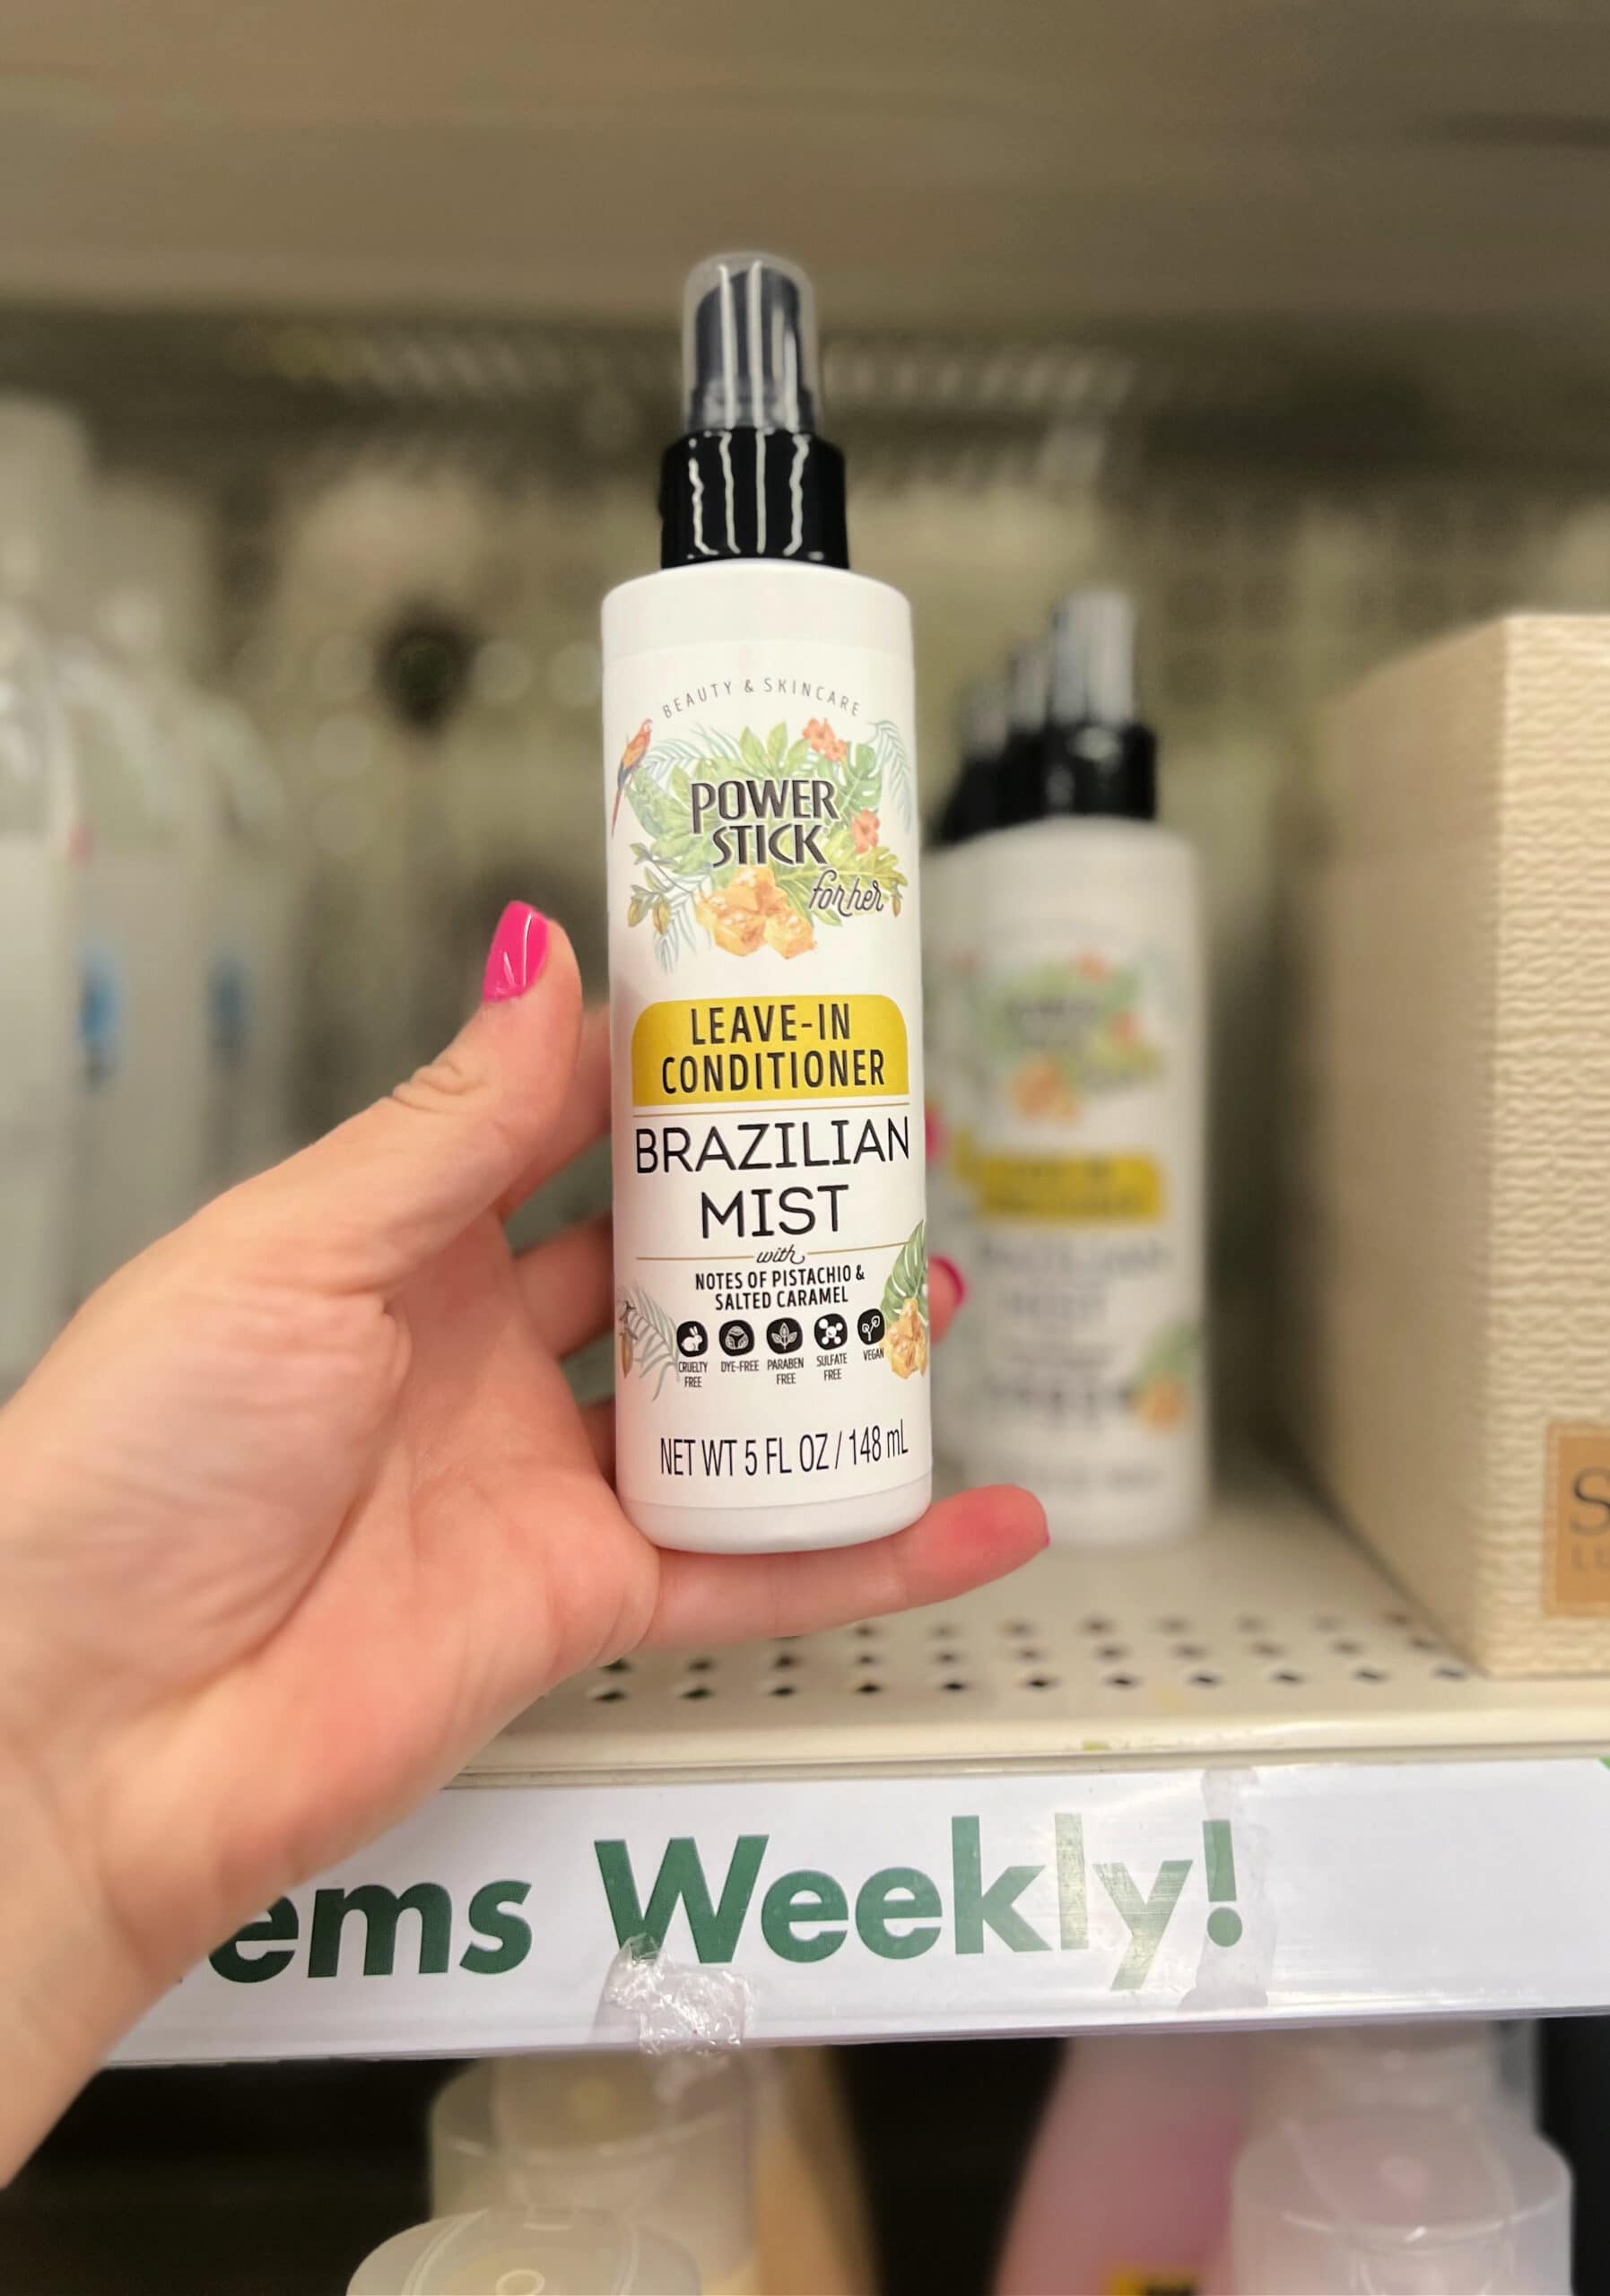 BEAUTY & SKINCARE
POWER
STICK
for her
LEAVE-IN
CONDITIONER
BRAZILIAN
MIST
with
NOTES OF PISTACHIO &
SALTED CARAMEL
CRUELTY FREE
DYE-FREE
PARABEN FREE
SULFATE FREE
VEGAN
NET WT 5 FL OZ / 148 mL
ems Weekly!